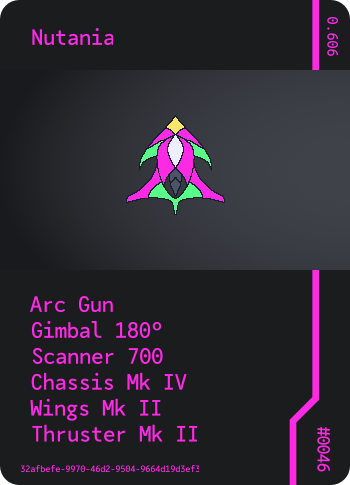 Nutania
0.606
Arc Gun
Gimbal 180°
Scanner 700
Chassis Mk IV
Wings Mk II
Thruster Mk II
#0046
32afbefe-9970-46d2-9504-9664d19d3ef3